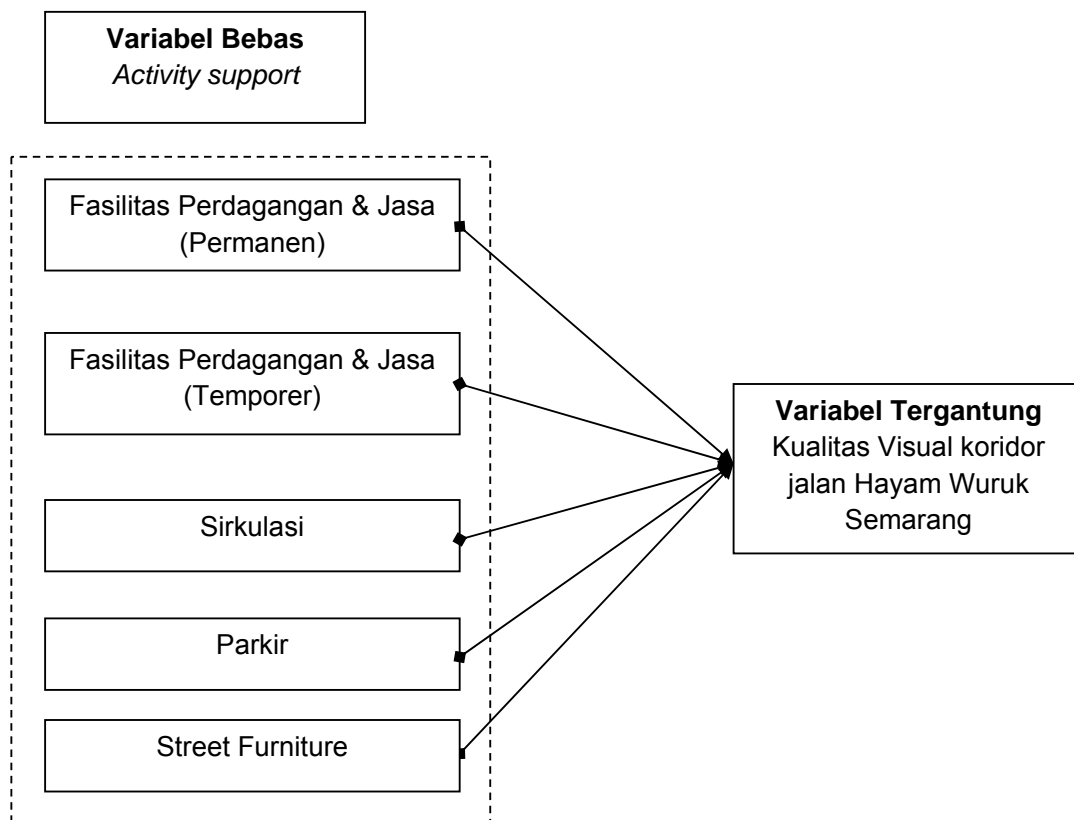 Variabel Bebas
Activity support
Fasilitas Perdagangan & Jasa
(Permanen)
Fasilitas Perdagangan & Jasa
(Temporer)
Sirkulasi
Parkir
Street Furniture
Variabel Tergantung
Kualitas Visual koridor
jalan Hayam Wuruk
Semarang